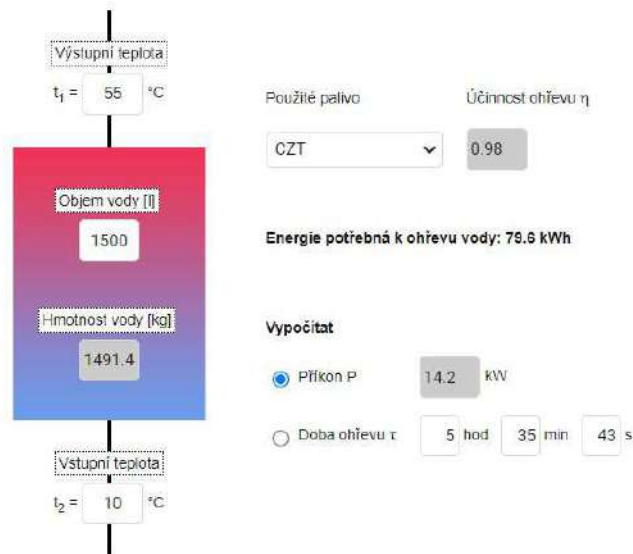 Výstupní teplota
t₁ = 55 °C
Použité palivo
Účinnost ohřevu η
CZT
0.98
Objem vody [l]
1500
Energie potřebná k ohřevu vody: 79.6 kWh
Hmotnost vody [kg]
1491.4
Vypočítat
Příkon P 14.2 kW
Doba ohřevu τ 5 hod 35 min 43 s
Vstupní teplota
t₂ = 10 °C